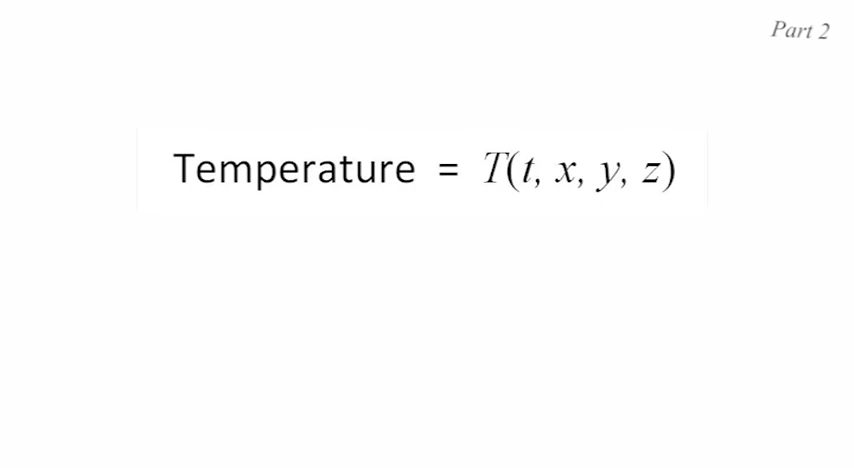 Part 2
Temperature = T(t, x, y, z)